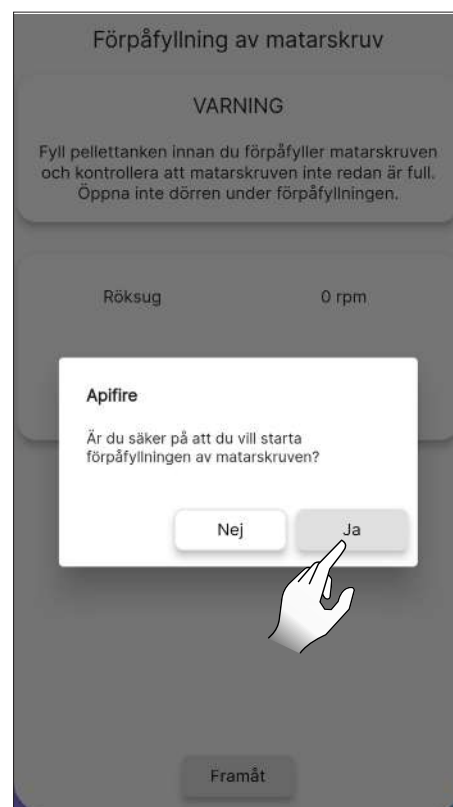 Förpåfyllning av matarskruv
VARNING
Fyll pellettanken innan du förpåfyller matarskruven
och kontrollera att matarskruven inte redan är full.
Öppna inte dörren under förpåfyllningen.
Röksug 0 rpm
Apifire
Är du säker på att du vill starta
förpåfyllningen av matarskruven?
Nej Ja
Framåt